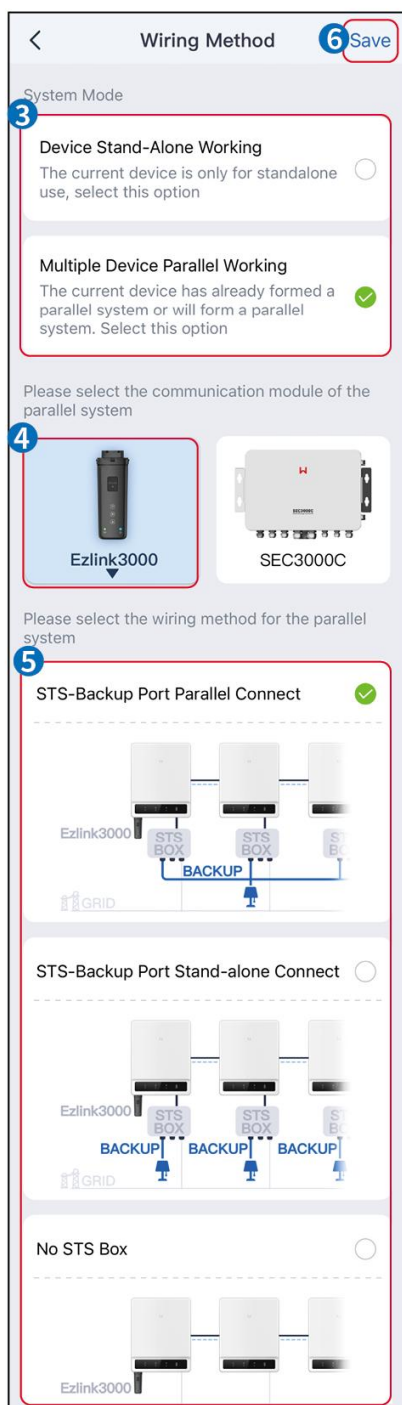 Wiring Method
6 Save
System Mode
3
Device Stand-Alone Working
The current device is only for standalone
use, select this option
Multiple Device Parallel Working
The current device has already formed a
parallel system or will form a parallel
system. Select this option
Please select the communication module of the
parallel system
4
Ezlink3000
SEC3000C
SEC3000C
Please select the wiring method for the parallel
system
5
STS-Backup Port Parallel Connect
Ezlink3000
STS
BOX
STS
BOX
ST
BO
BACKUP
GRID
STS-Backup Port Stand-alone Connect
Ezlink3000
STS
BOX
STS
BOX
ST
BO
BACKUP
BACKUP
BACKUP
GRID
No STS Box
Ezlink3000